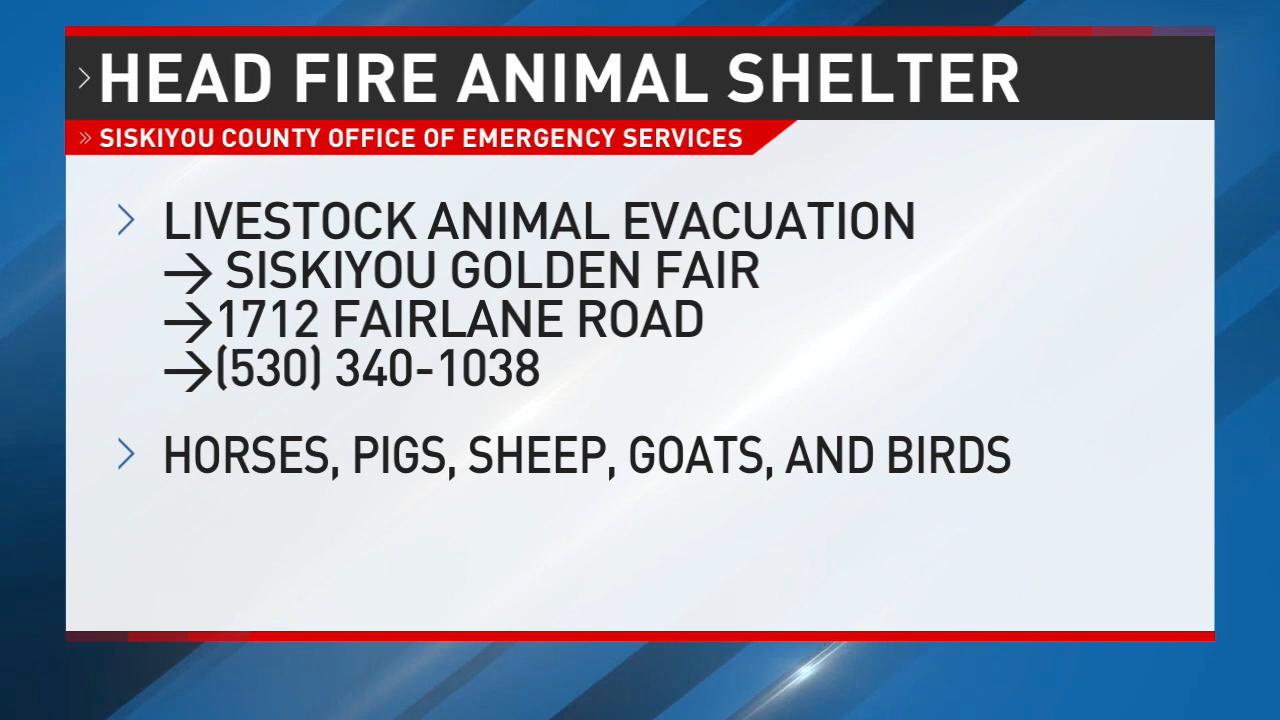 HEAD FIRE ANIMAL SHELTER
SISKIYOU COUNTY OFFICE OF EMERGENCY SERVICES
LIVESTOCK ANIMAL EVACUATION
→ SISKIYOU GOLDEN FAIR
→1712 FAIRLANE ROAD
→(530) 340-1038
HORSES, PIGS, SHEEP, GOATS, AND BIRDS